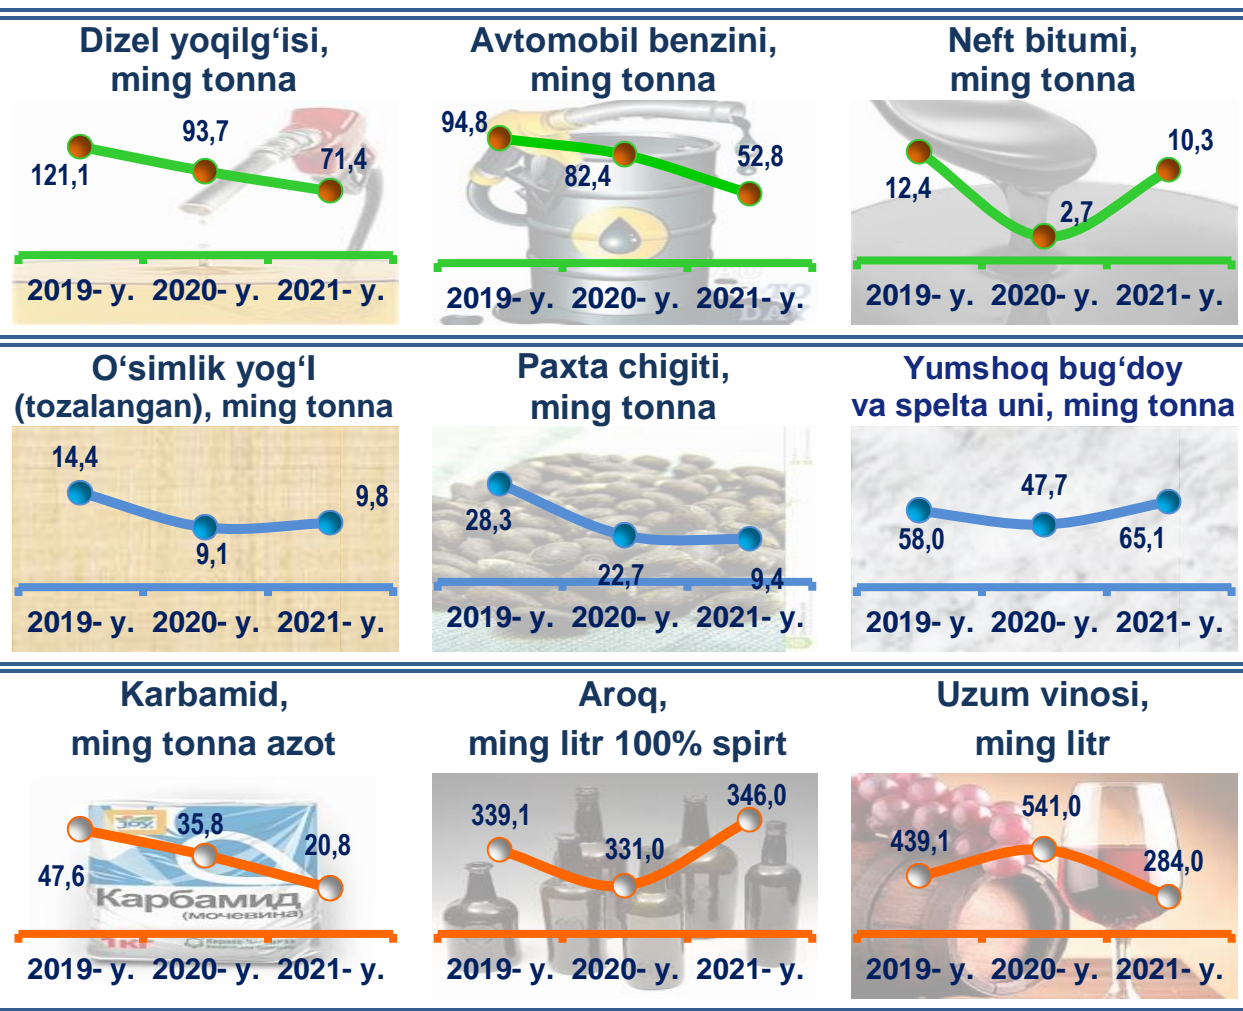 Dizel yoqilg‘isi,
ming tonna
121,1
93,7
71,4
2019- y. 2020- y. 2021- y.
Avtomobil benzini,
ming tonna
94,8
82,4
52,8
2019- y. 2020- y. 2021- y.
Neft bitumi,
ming tonna
12,4
2,7
10,3
2019- y. 2020- y. 2021- y.
O‘simlik yog‘I
(tozalangan), ming tonna
14,4
9,1
9,8
2019- y. 2020- y. 2021- y.
Paxta chigiti,
ming tonna
28,3
22,7
9,4
2019- y. 2020- y. 2021- y.
Yumshoq bug‘doy
va spelta uni, ming tonna
58,0
47,7
65,1
2019- y. 2020- y. 2021- y.
Karbamid,
ming tonna azot
47,6
35,8
20,8
JOY
Карбамид
(мочевина)
1кг
2019- y. 2020- y. 2021- y.
Aroq,
ming litr 100% spirt
339,1
331,0
346,0
2019- y. 2020- y. 2021- y.
Uzum vinosi,
ming litr
439,1
541,0
284,0
2019- y. 2020- y. 2021- y.